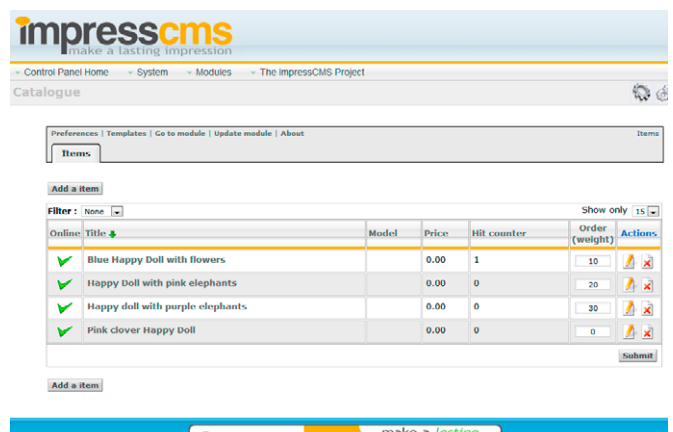 impresscms
make a lasting impression
Control Panel Home System Modules The ImpressCMS Project
Catalogue
Preferences | Templates | Go to module | Update module | About Items
Items
Add a item
Filter : None Show only 15
Online Title Model Price Hit counter Order (weight) Actions
Blue Happy Doll with flowers 0.00 1 10
Happy Doll with pink elephants 0.00 0 20
Happy doll with purple elephants 0.00 0 30
Pink clover Happy Doll 0.00 0 0
Submit
Add a item
make a lasting